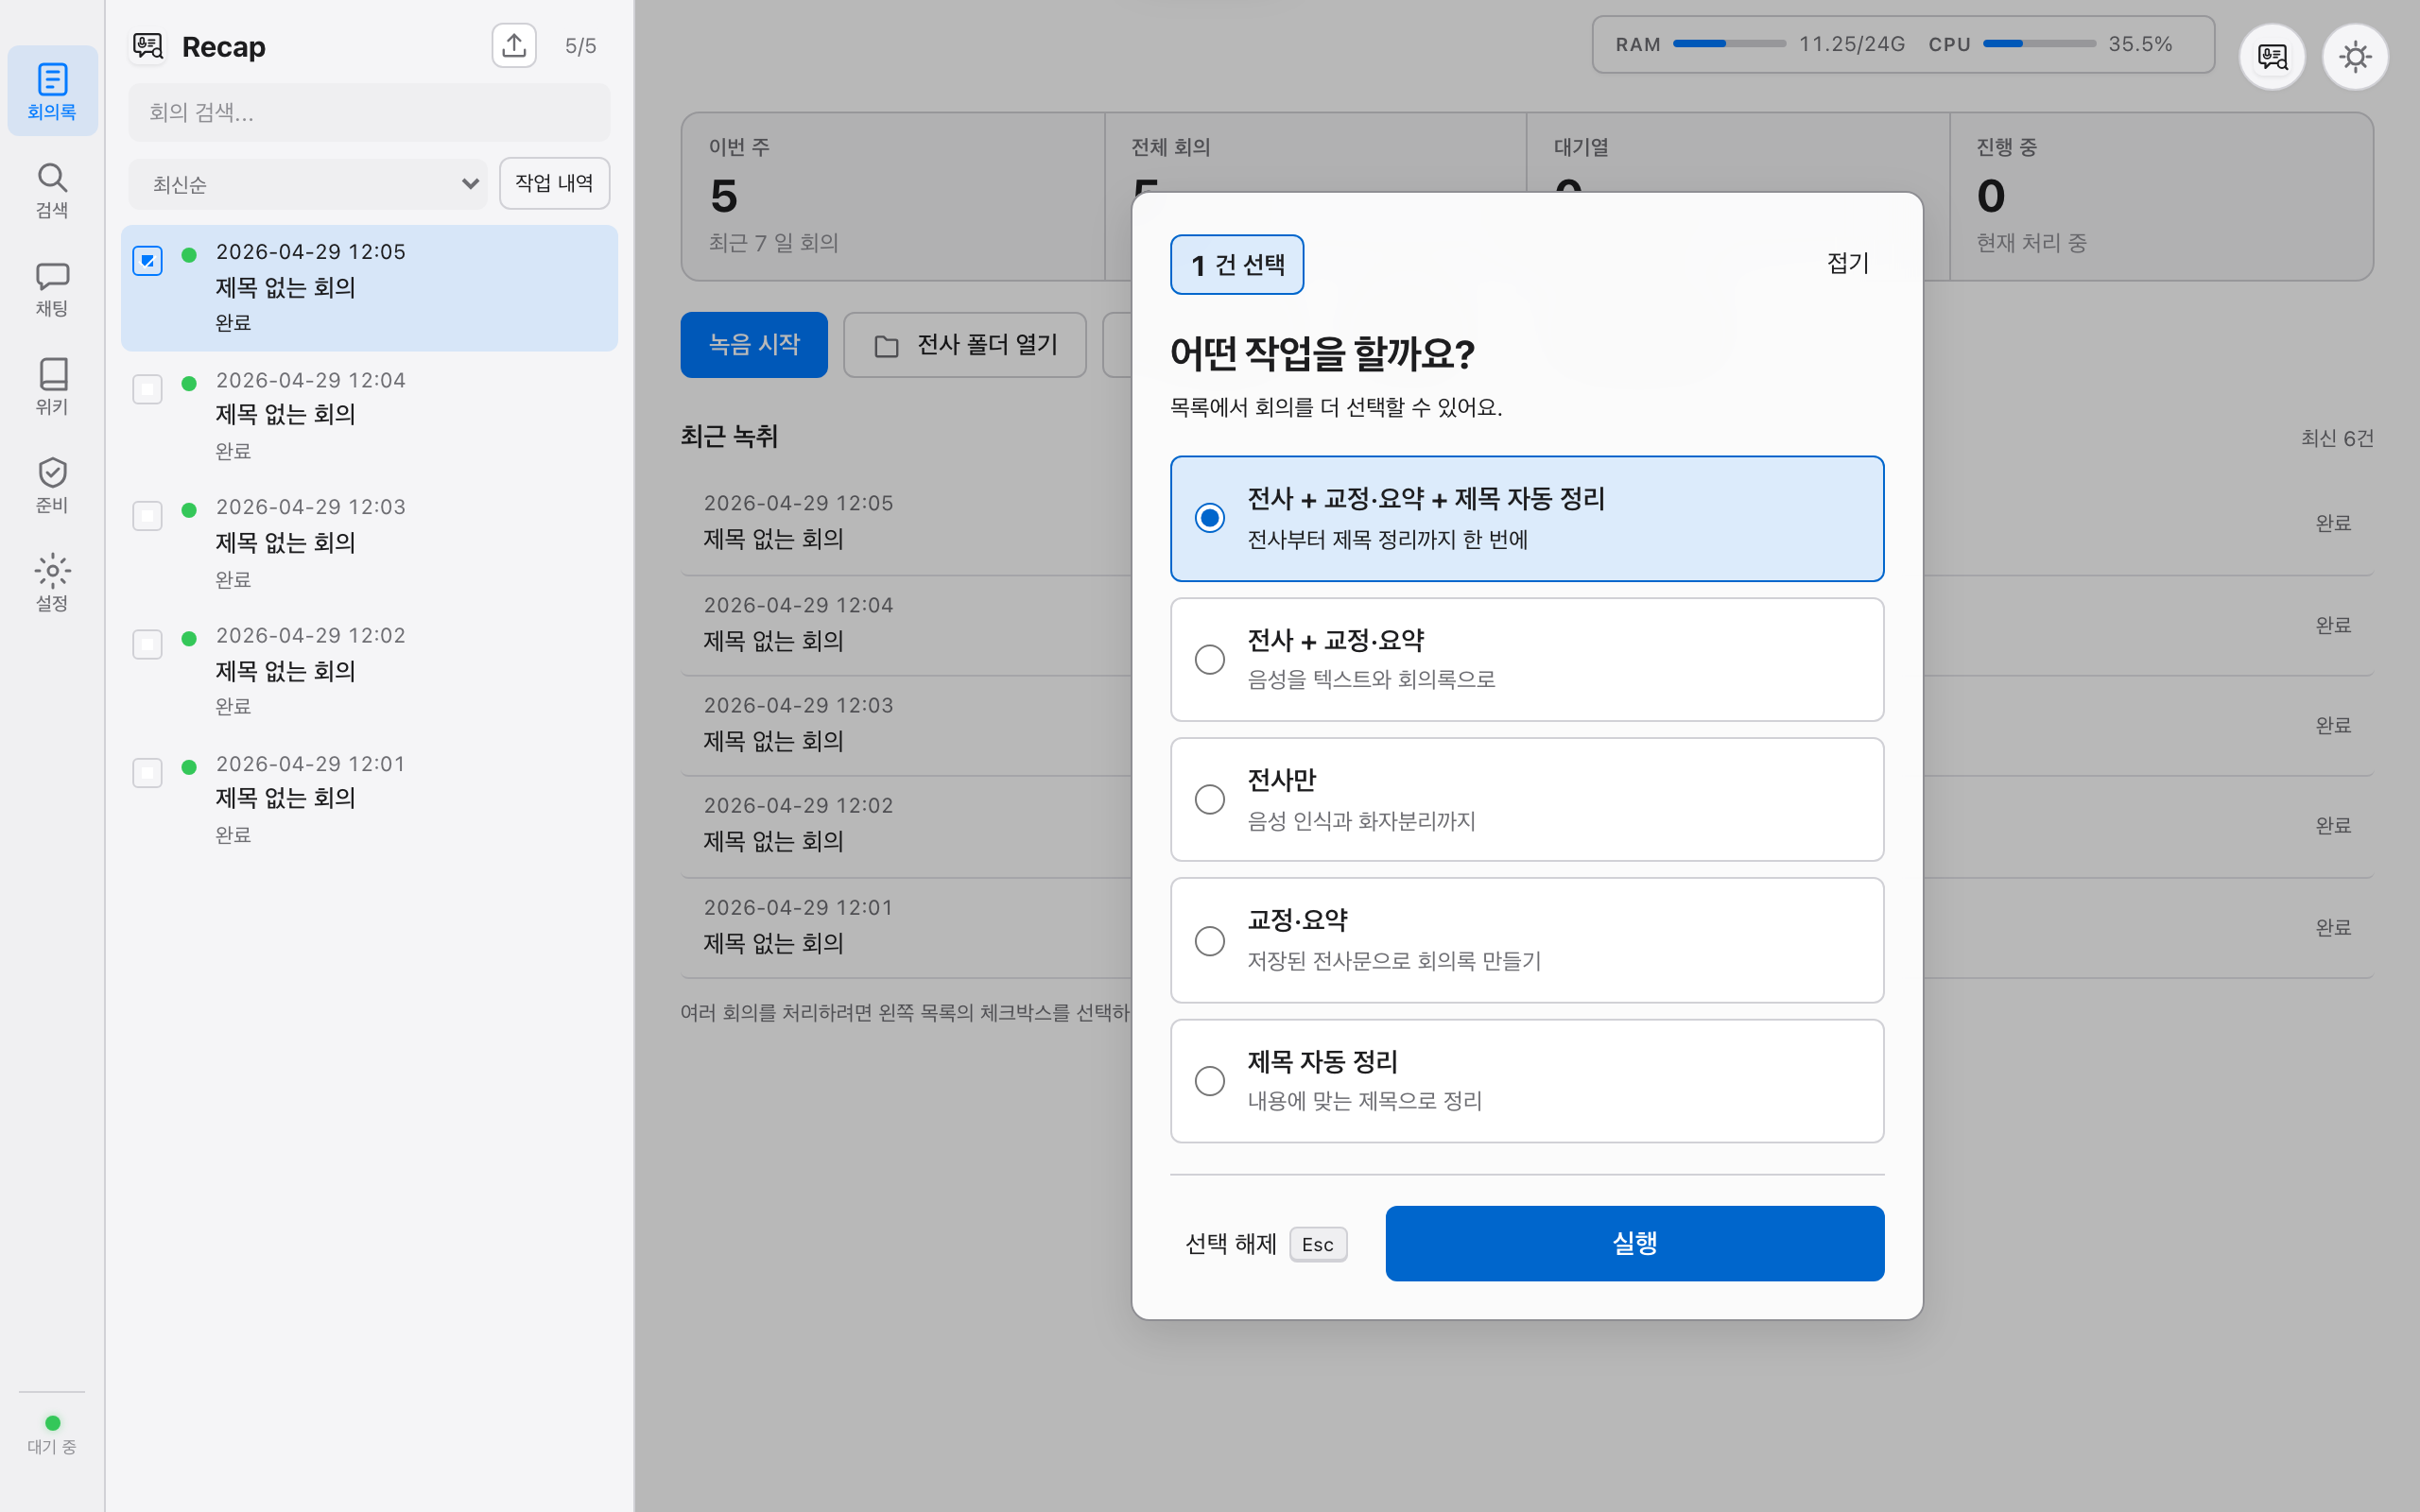 회의록
검색
채팅
위키
준비
설정
대기 중
Recap
5/5
회의 검색...
최신순
작업 내역
2026-04-29 12:05
제목 없는 회의
완료
2026-04-29 12:04
제목 없는 회의
완료
2026-04-29 12:03
제목 없는 회의
완료
2026-04-29 12:02
제목 없는 회의
완료
2026-04-29 12:01
제목 없는 회의
완료
RAM 11.25/24G CPU 35.5%
이번 주
5
최근 7 일 회의
전체 회의
5
대기열
0
진행 중
0
현재 처리 중
녹음 시작
전사 폴더 열기
최근 녹취
최신 6건
2026-04-29 12:05
제목 없는 회의
완료
2026-04-29 12:04
제목 없는 회의
완료
2026-04-29 12:03
제목 없는 회의
완료
2026-04-29 12:02
제목 없는 회의
완료
2026-04-29 12:01
제목 없는 회의
완료
여러 회의를 처리하려면 왼쪽 목록의 체크박스를 선택하
1 건 선택
접기
어떤 작업을 할까요?
목록에서 회의를 더 선택할 수 있어요.
전사 + 교정·요약 + 제목 자동 정리
전사부터 제목 정리까지 한 번에
전사 + 교정·요약
음성을 텍스트와 회의록으로
전사만
음성 인식과 화자분리까지
교정·요약
저장된 전사문으로 회의록 만들기
제목 자동 정리
내용에 맞는 제목으로 정리
선택 해제 Esc
실행